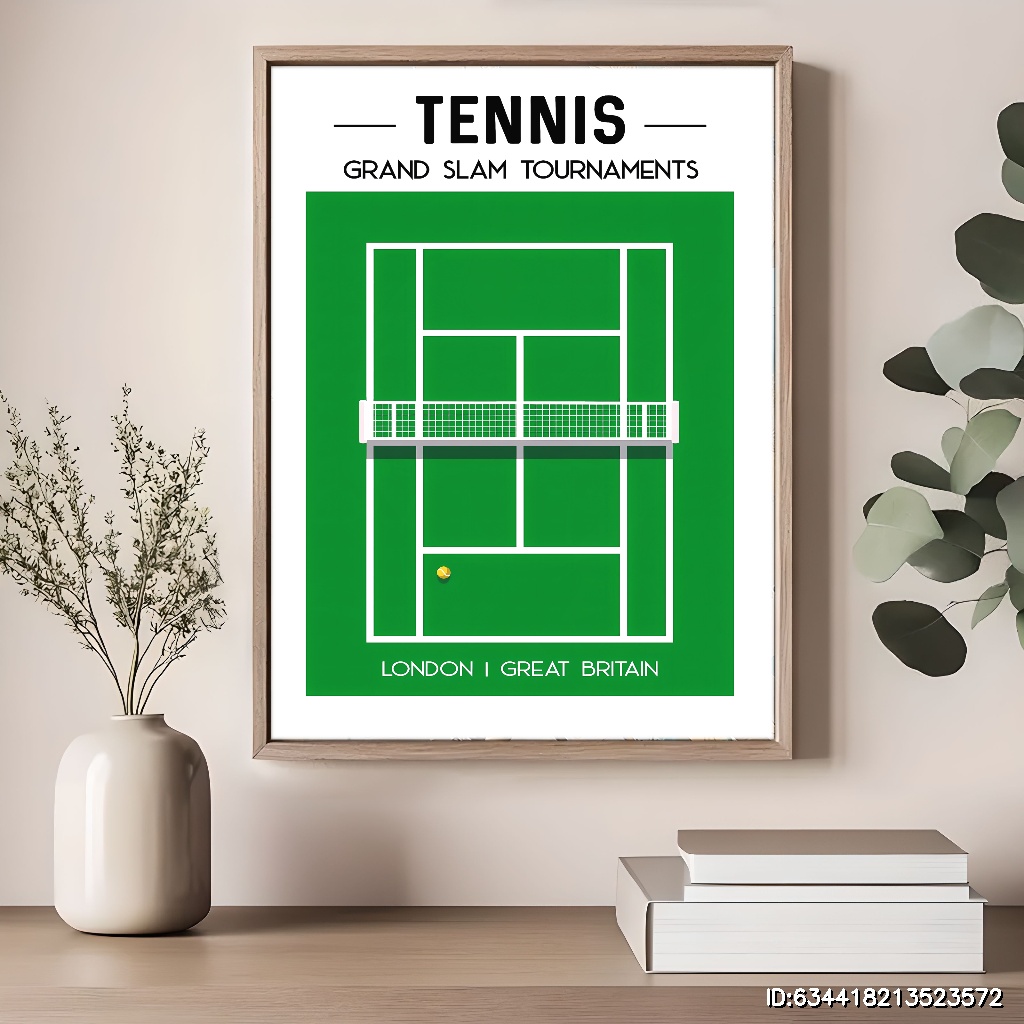 TENNIS
GRAND SLAM TOURNAMENTS
LONDON | GREAT BRITAIN
ID:634418213523572